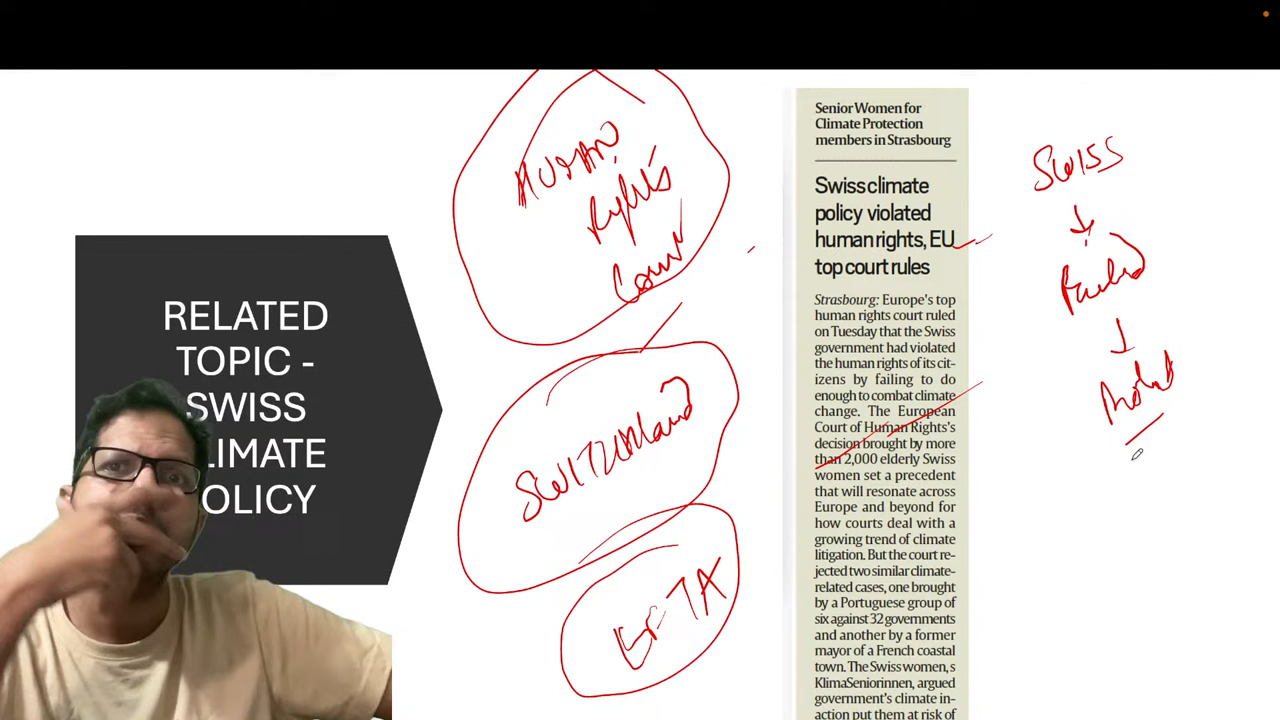 RELATED
TOPIC -
SWISS
LIMATE
OLICY
HUMAN
Rights
Court
SWITZERLand
EFTA
Senior Women for
Climate Protection
members in Strasbourg
Swiss climate
policy violated
human rights, EU
top court rules
Strasbourg: Europe's top
human rights court ruled
on Tuesday that the Swiss
government had violated
the human rights of its cit-
izens by failing to do
enough to combat climate
change. The European
Court of Human Rights's
decision brought by more
than 2,000 elderly Swiss
women set a precedent
that will resonate across
Europe and beyond for
how courts deal with a
growing trend of climate
litigation. But the court re-
jected two similar climate-
related cases, one brought
by a Portuguese group of
six against 32 governments
and another by a former
mayor of a French coastal
town. The Swiss women, s
KlimaSeniorinnen, argued
government's climate in-
action put them at risk of
SWISS
Failed